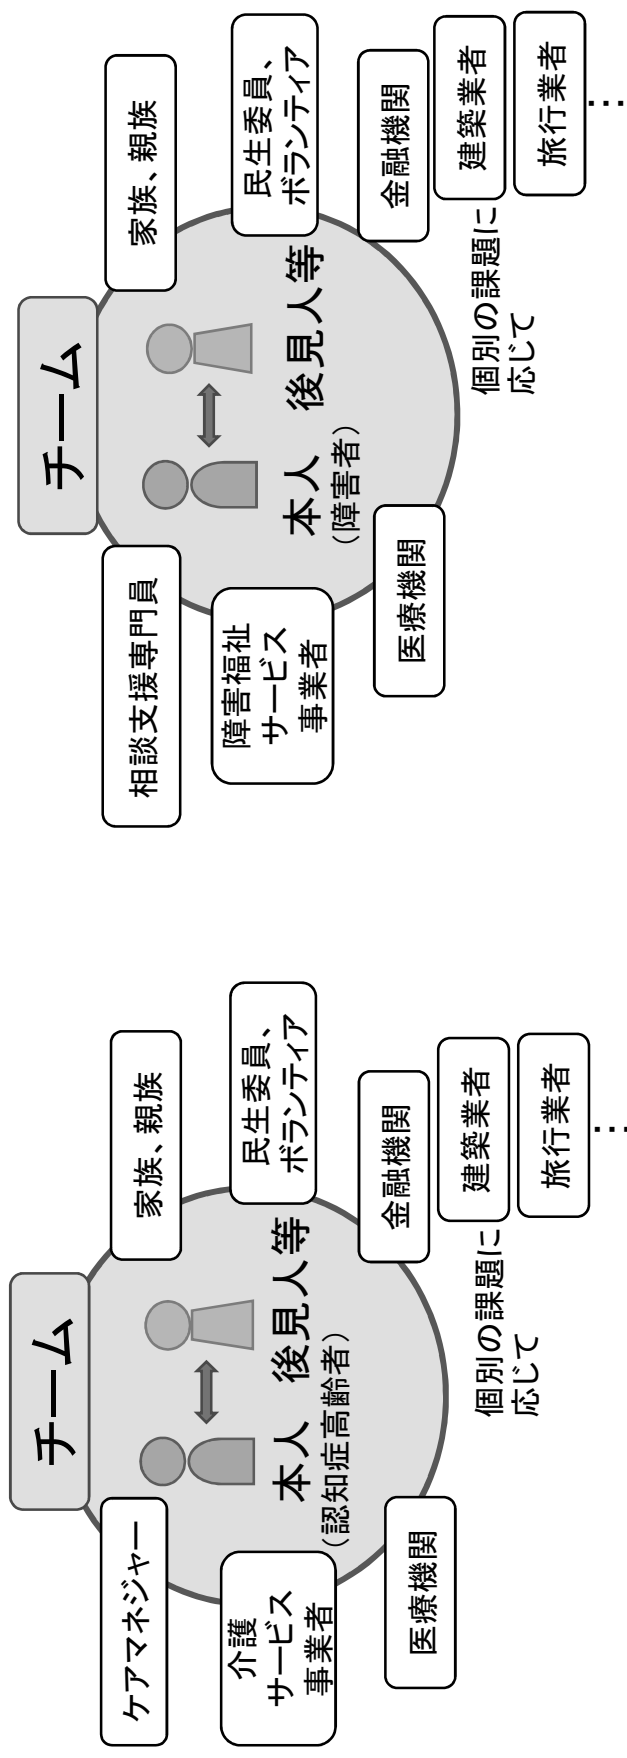 チーム
ケアマネジャー
介護
サービス
事業者
医療機関
本人
（認知症高齢者）
後見人等
家族、親族
民生委員、
ボランティア
金融機関
建築業者
旅行業者
…
個別の課題に
応じて
チーム
相談支援専門員
障害福祉
サービス
事業者
医療機関
本人
（障害者）
後見人等
家族、親族
民生委員、
ボランティア
金融機関
建築業者
旅行業者
…
個別の課題に
応じて